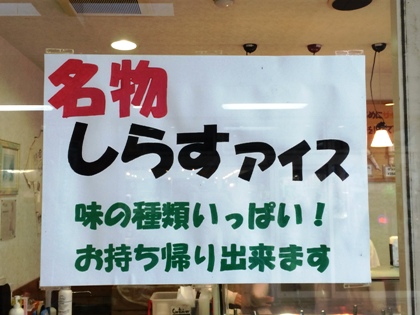 名物
しらすアイス
味の種類いっぱい！
お持ち帰り出来ます